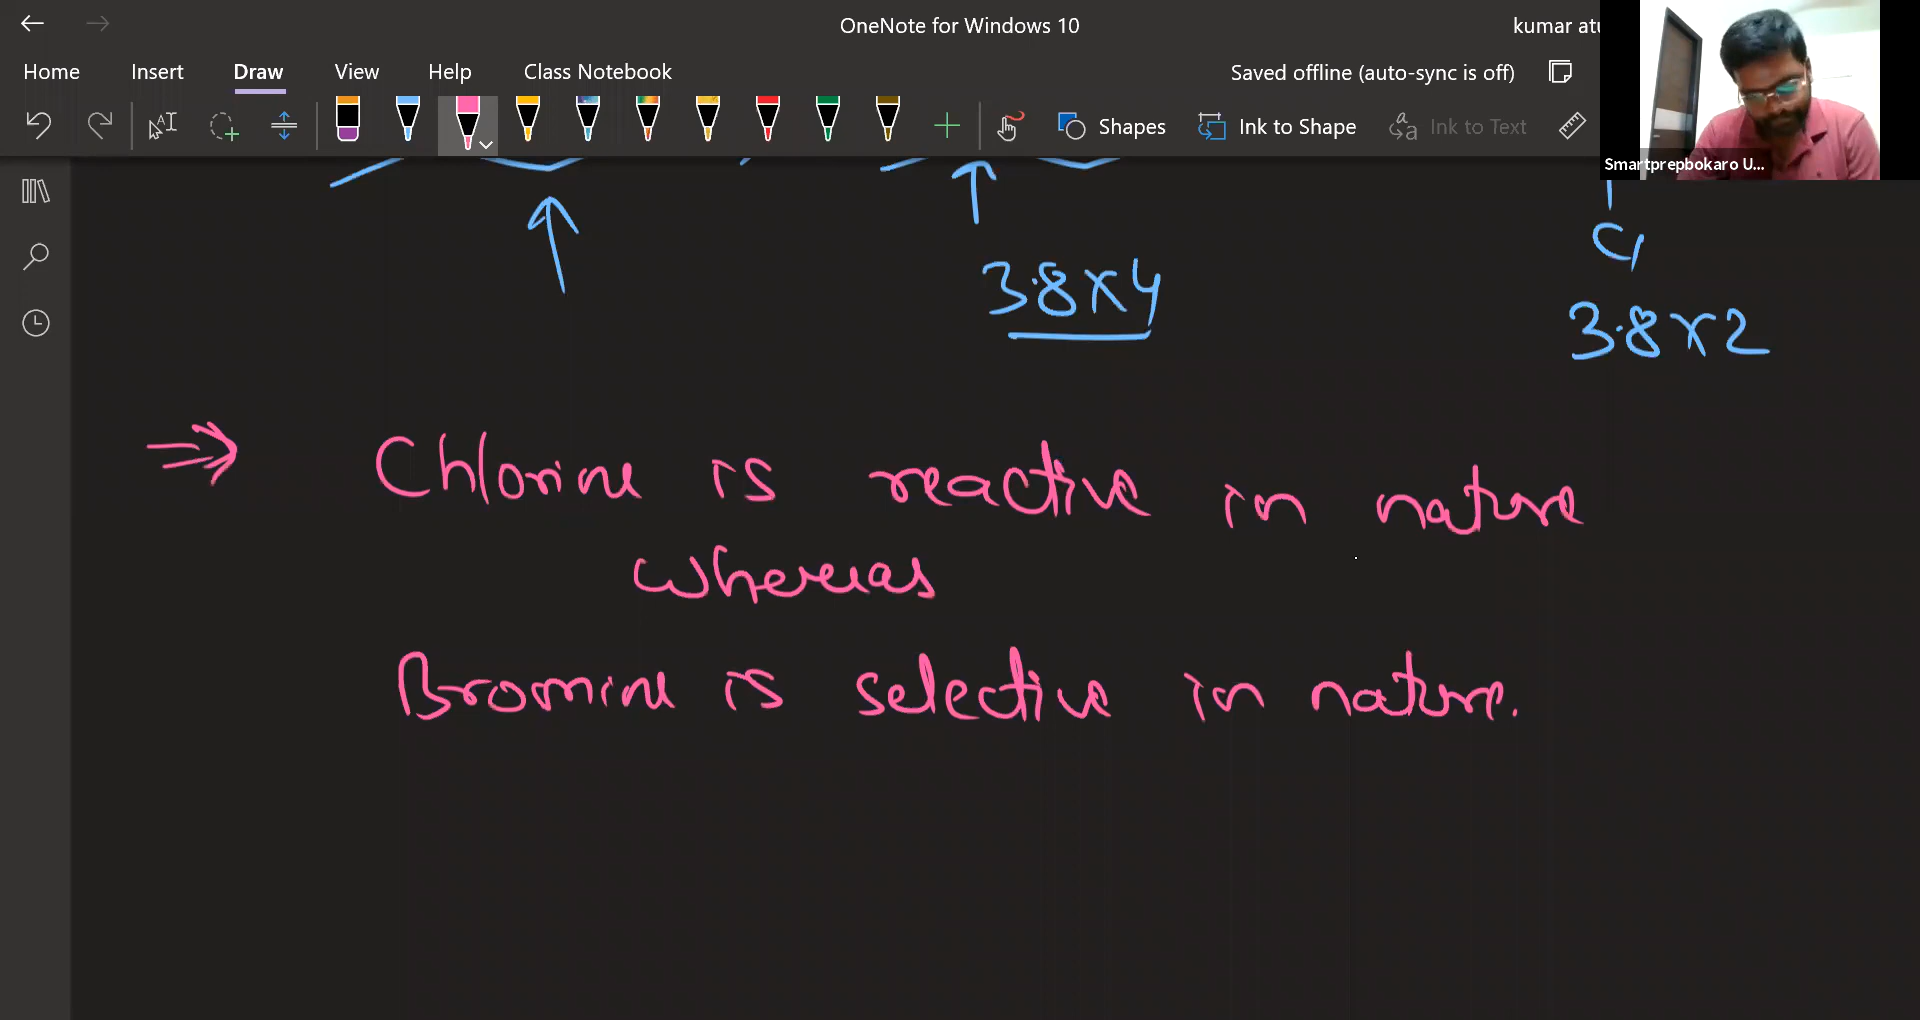 OneNote for Windows 10
kumar atu
Home Insert Draw View Help Class Notebook
Saved offline (auto-sync is off)
Shapes Ink to Shape Ink to Text
Smartprepbokaro U...
Cl
3.8x4
3.8x2
⇒ Chlorine is reactive in nature
whereas
Bromine is selective in nature.